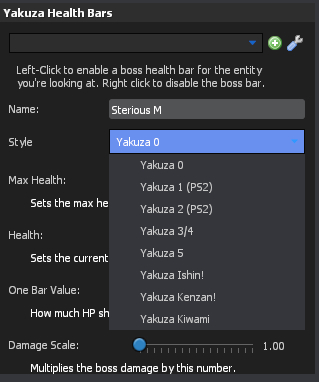 Yakuza Health Bars
Left-Click to enable a boss health bar for the entity
you're looking at. Right click to disable the boss bar.
Name:
Sterious M
Style
Yakuza 0
Yakuza 0
Yakuza 1 (PS2)
Yakuza 2 (PS2)
Yakuza 3/4
Yakuza 5
Yakuza Ishin!
Yakuza Kenzan!
Yakuza Kiwami
Max Health:
Sets the max he
Health:
Sets the current
One Bar Value:
How much HP sh
Damage Scale:
1.00
Multiplies the boss damage by this number.